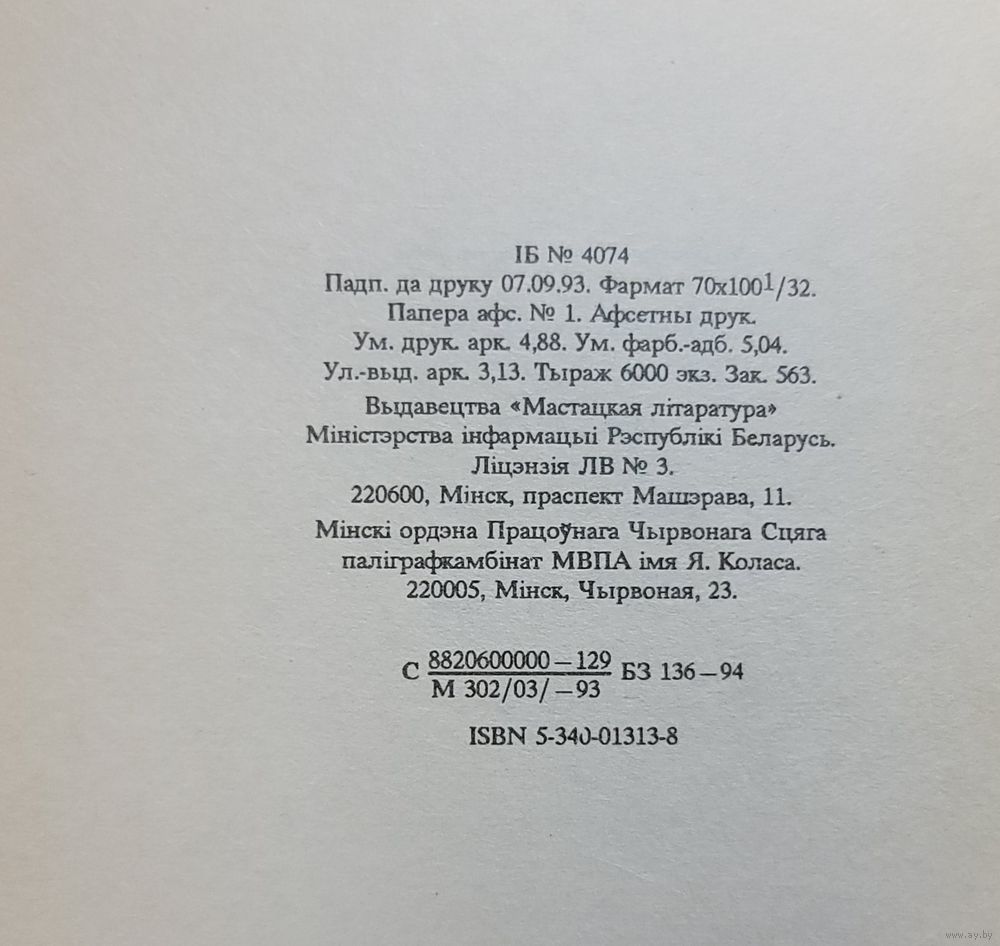 ІБ № 4074
Падп. да друку 07.09.93. Фармат 70х100¹/32.
Папера афс. № 1. Афсетны друк.
Ум. друк. арк. 4,88. Ум. фарб.-адб. 5,04.
Ул.-выд. арк. 3,13. Тыраж 6000 экз. Зак. 563.
Выдавецтва «Мастацкая літаратура»
Міністэрства інфармацыі Рэспублікі Беларусь.
Ліцэнзія ЛВ № 3.
220600, Мінск, праспект Машэрава, 11.
Мінскі ордэна Працоўнага Чырвонага Сцяга
паліграфкамбінат МВПА імя Я. Коласа.
220005, Мінск, Чырвоная, 23.
С 8820600000—129 БЗ 136—94
М 302/03/—93
ISBN 5-340-01313-8
www.ay.by